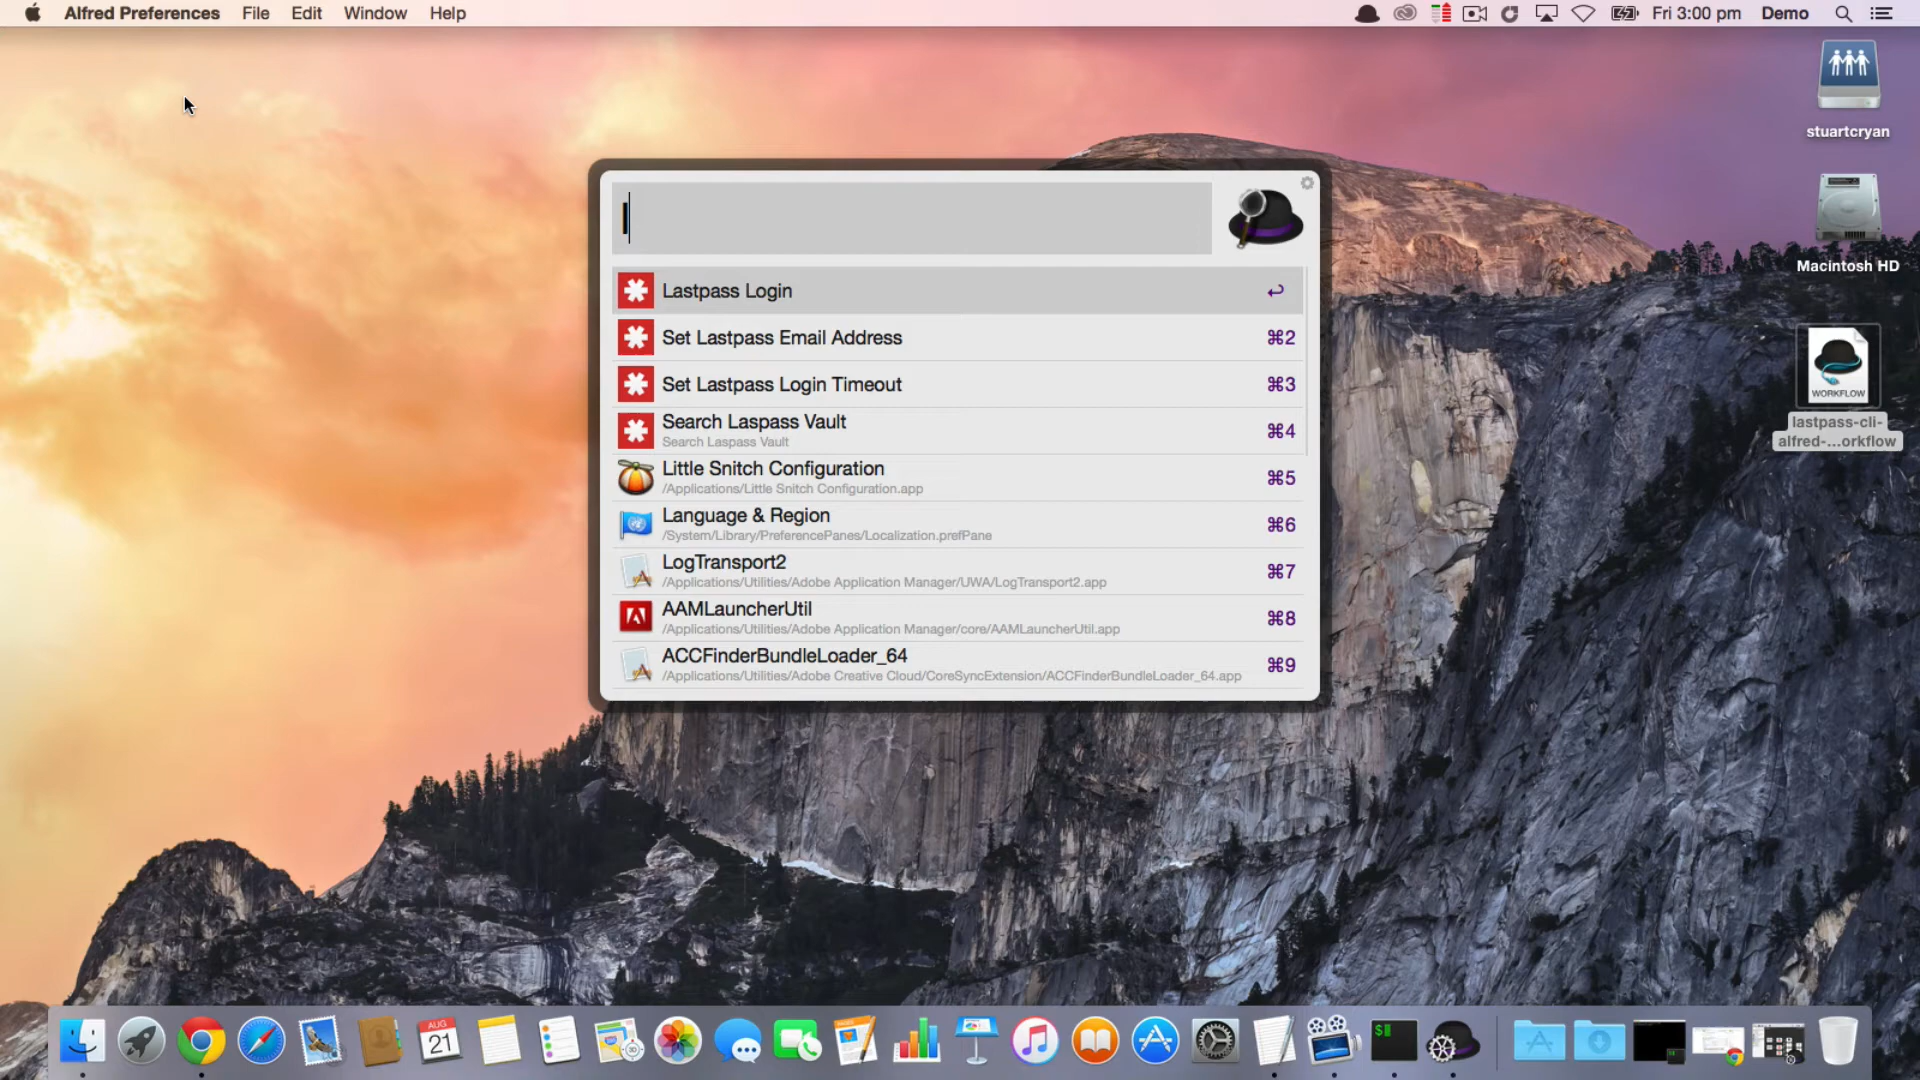 Alfred Preferences File Edit Window Help Fri 3:00 pm Demo
stuartcryan
Macintosh HD
WORKFLOW
lastpass-cli-
alfred-...orkflow
l
Lastpass Login ↩
Set Lastpass Email Address ⌘2
Set Lastpass Login Timeout ⌘3
Search Laspass Vault ⌘4
Search Laspass Vault
Little Snitch Configuration ⌘5
/Applications/Little Snitch Configuration.app
Language & Region ⌘6
/System/Library/PreferencePanes/Localization.prefPane
LogTransport2 ⌘7
/Applications/Utilities/Adobe Application Manager/UWA/LogTransport2.app
AAMLauncherUtil ⌘8
/Applications/Utilities/Adobe Application Manager/core/AAMLauncherUtil.app
ACCFinderBundleLoader_64 ⌘9
/Applications/Utilities/Adobe Creative Cloud/CoreSyncExtension/ACCFinderBundleLoader_64.app
AUG
21
3D
$